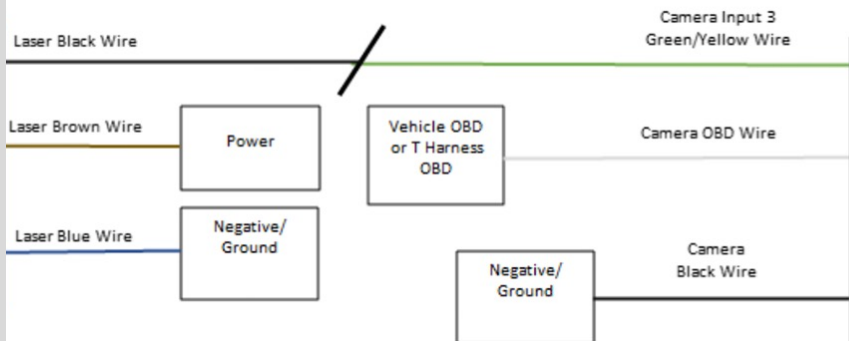 Camera Input 3
Green/Yellow Wire
Laser Black Wire
Laser Brown Wire
Power
Vehicle OBD
or T Harness
OBD
Camera OBD Wire
Laser Blue Wire
Negative/
Ground
Negative/
Ground
Camera
Black Wire